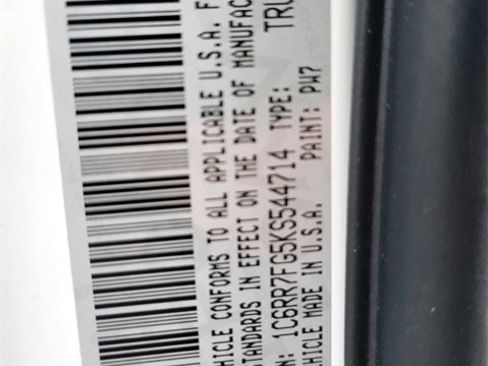 HICLE CONFORMS TO ALL APPLICABLE U.S.A. F
STANDARDS IN EFFECT ON THE DATE OF MANUFAC
N: 1C6RR7FG5KS544714 TYPE: TRU
EHICLE MADE IN U.S.A. PAINT: PW7